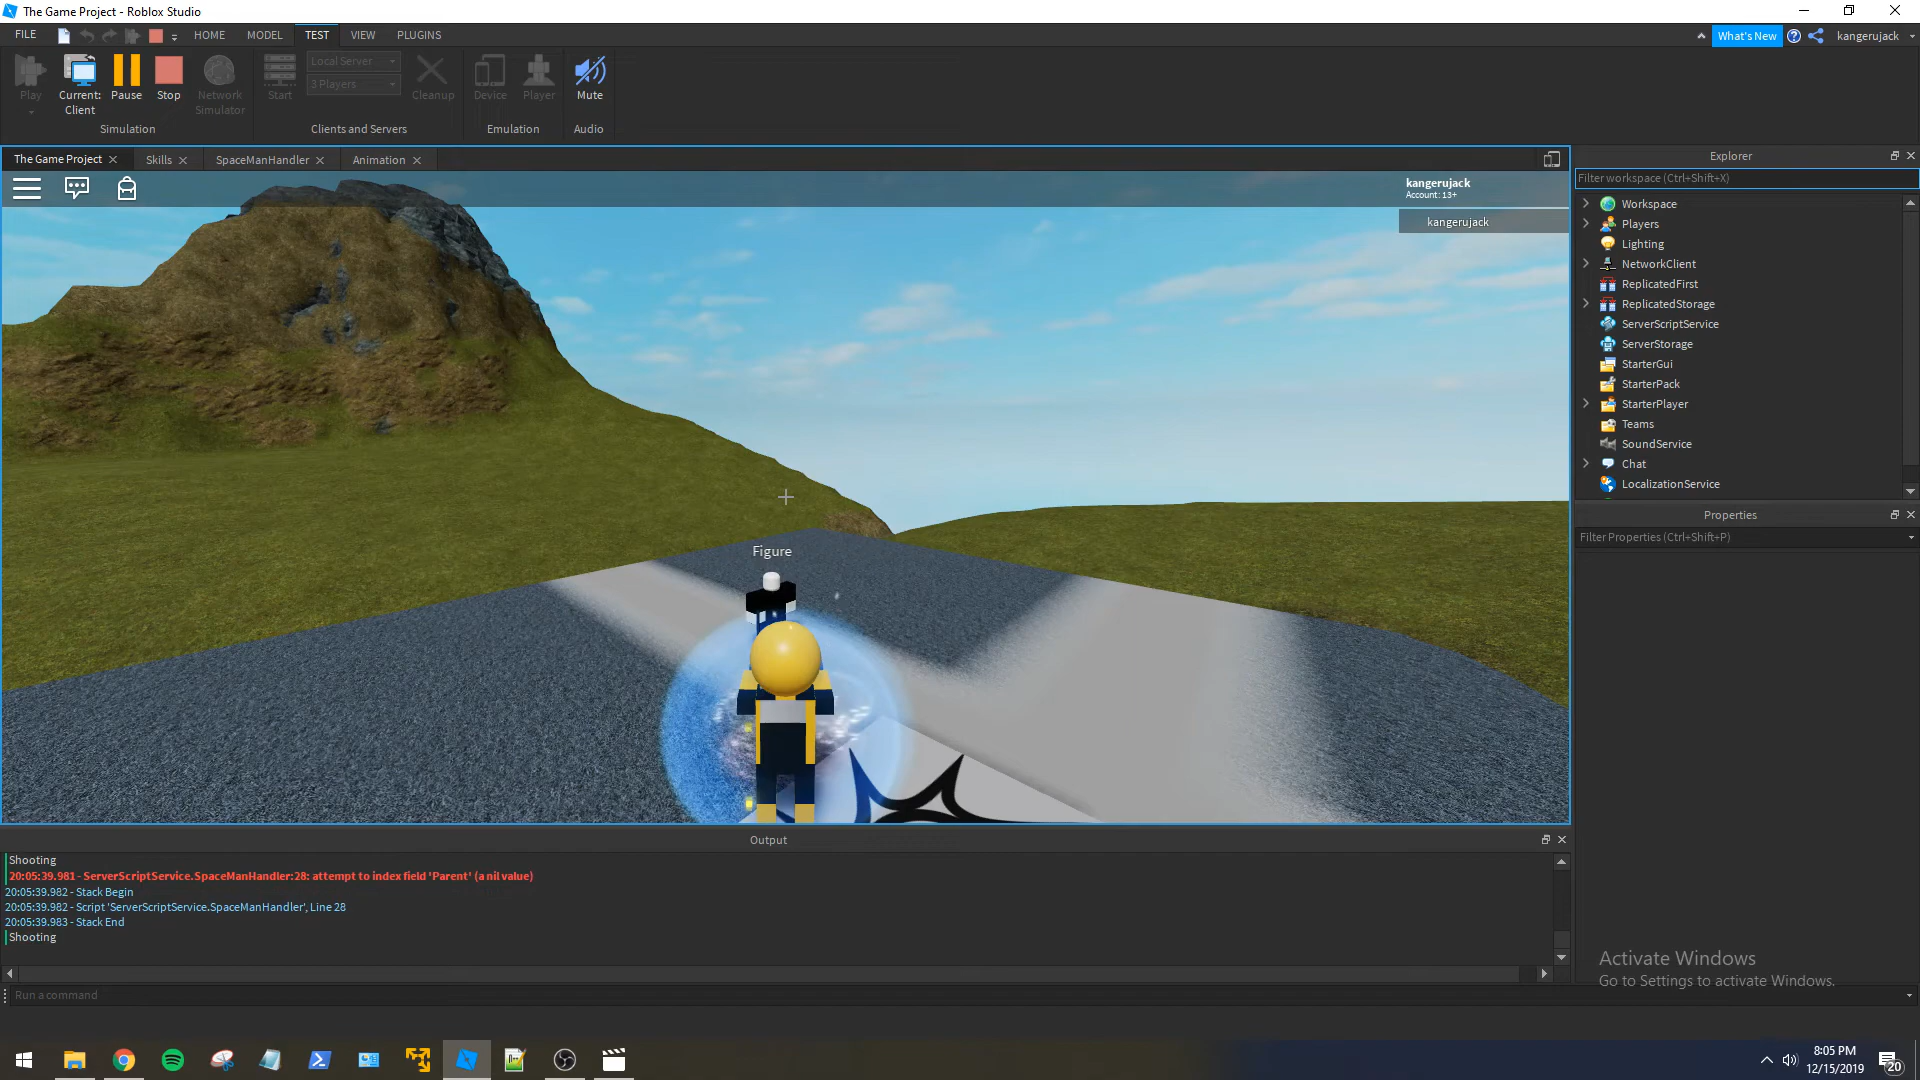 The Game Project - Roblox Studio
FILE HOME MODEL TEST VIEW PLUGINS What's New kangerujack
Play
Current: Client
Pause
Stop
Network Simulator
Start
Local Server
3 Players
Cleanup
Device
Player
Mute
Simulation Clients and Servers Emulation Audio
The Game Project Skills SpaceManHandler Animation
kangerujack
Account: 13+
kangerujack
Figure
Explorer
Filter workspace (Ctrl+Shift+X)
Workspace
Players
Lighting
NetworkClient
ReplicatedFirst
ReplicatedStorage
ServerScriptService
ServerStorage
StarterGui
StarterPack
StarterPlayer
Teams
SoundService
Chat
LocalizationService
Properties
Filter Properties (Ctrl+Shift+P)
Output
Shooting
20:05:39.981 - ServerScriptService.SpaceManHandler:28: attempt to index field 'Parent' (a nil value)
20:05:39.982 - Stack Begin
20:05:39.982 - Script 'ServerScriptService.SpaceManHandler', Line 28
20:05:39.983 - Stack End
Shooting
Run a command
Activate Windows
Go to Settings to activate Windows.
8:05 PM
12/15/2019
20